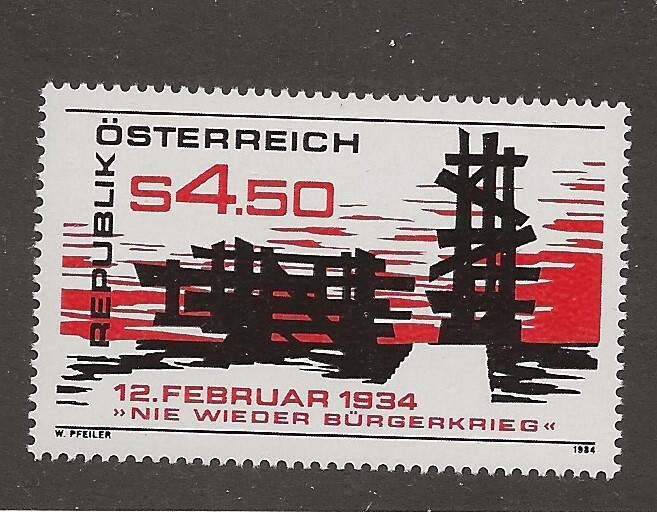 REPUBLIK ÖSTERREICH
S4.50
12. FEBRUAR 1934
»NIE WIEDER BÜRGERKRIEG«
W. PFEILER
1984